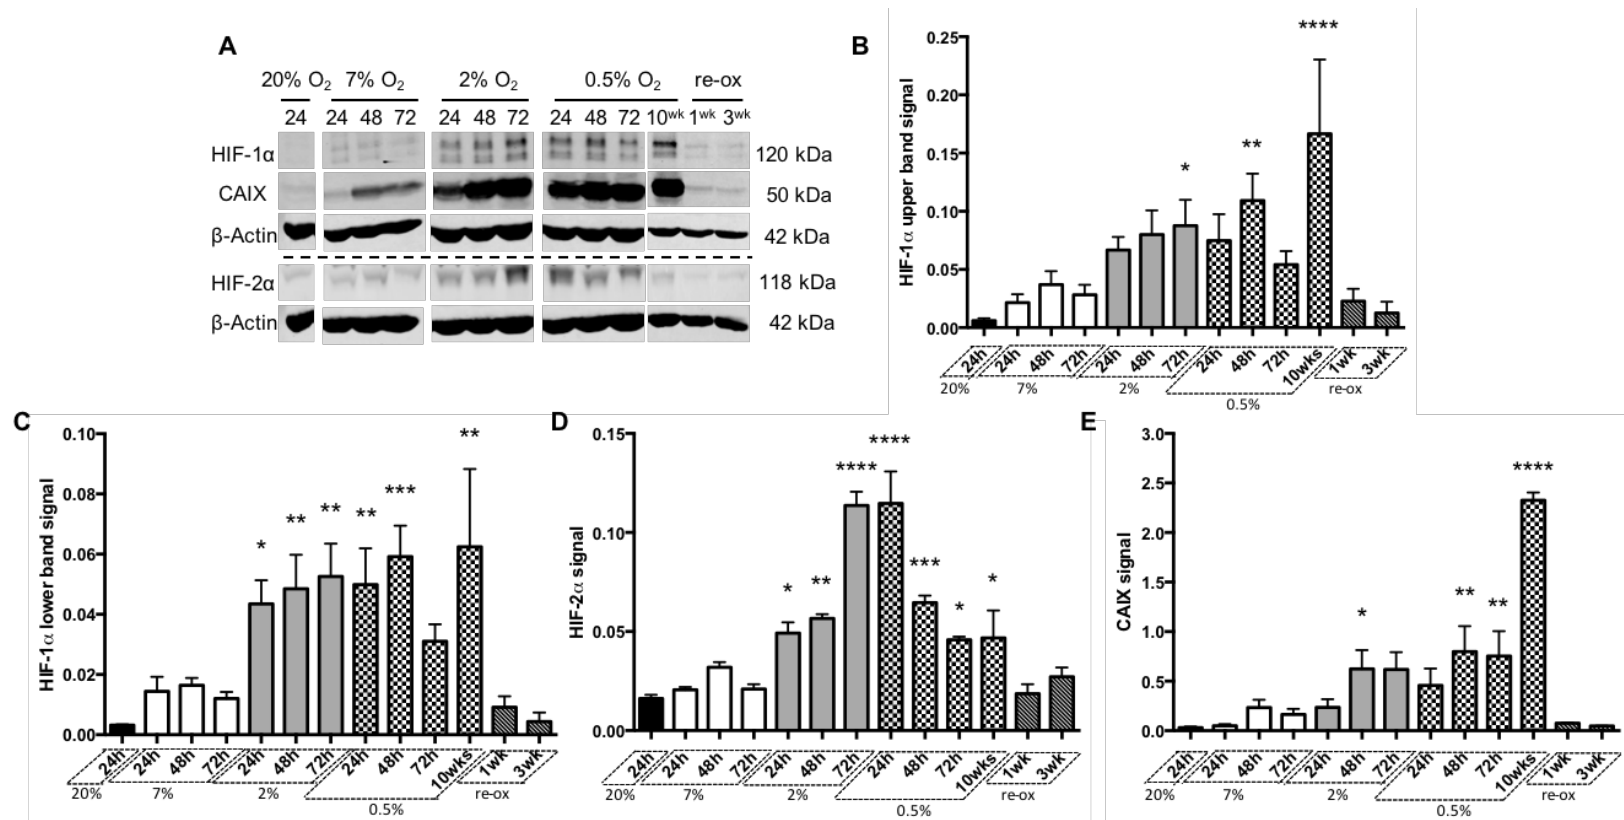 A
20% O2 7% O2 2% O2 0.5% O2 re-ox
24 24 48 72 24 48 72 24 48 72 10wk 1wk 3wk
HIF-1α 120 kDa
CAIX 50 kDa
β-Actin 42 kDa
HIF-2α 118 kDa
β-Actin 42 kDa
B
HIF-1α upper band signal
0.25
0.20
0.15
0.10
0.05
0.00
* ** ****
24h 24h 48h 72h 24h 48h 72h 24h 48h 72h 10wks 1wk 3wk
20% 7% 2% 0.5% re-ox
C
HIF-1α lower band signal
0.10
0.08
0.06
0.04
0.02
0.00
* ** ** ** *** **
24h 24h 48h 72h 24h 48h 72h 24h 48h 72h 10wks 1wk 3wk
20% 7% 2% 0.5% re-ox
D
HIF-2α signal
0.15
0.10
0.05
0.00
* ** **** **** *** * *
24h 24h 48h 72h 24h 48h 72h 24h 48h 72h 10wks 1wk 3wk
20% 7% 2% 0.5% re-ox
E
CAIX signal
3.0
2.5
2.0
1.5
1.0
0.5
0.0
* ** ** ****
24h 24h 48h 72h 24h 48h 72h 24h 48h 72h 10wks 1wk 3wk
20% 7% 2% 0.5% re-ox